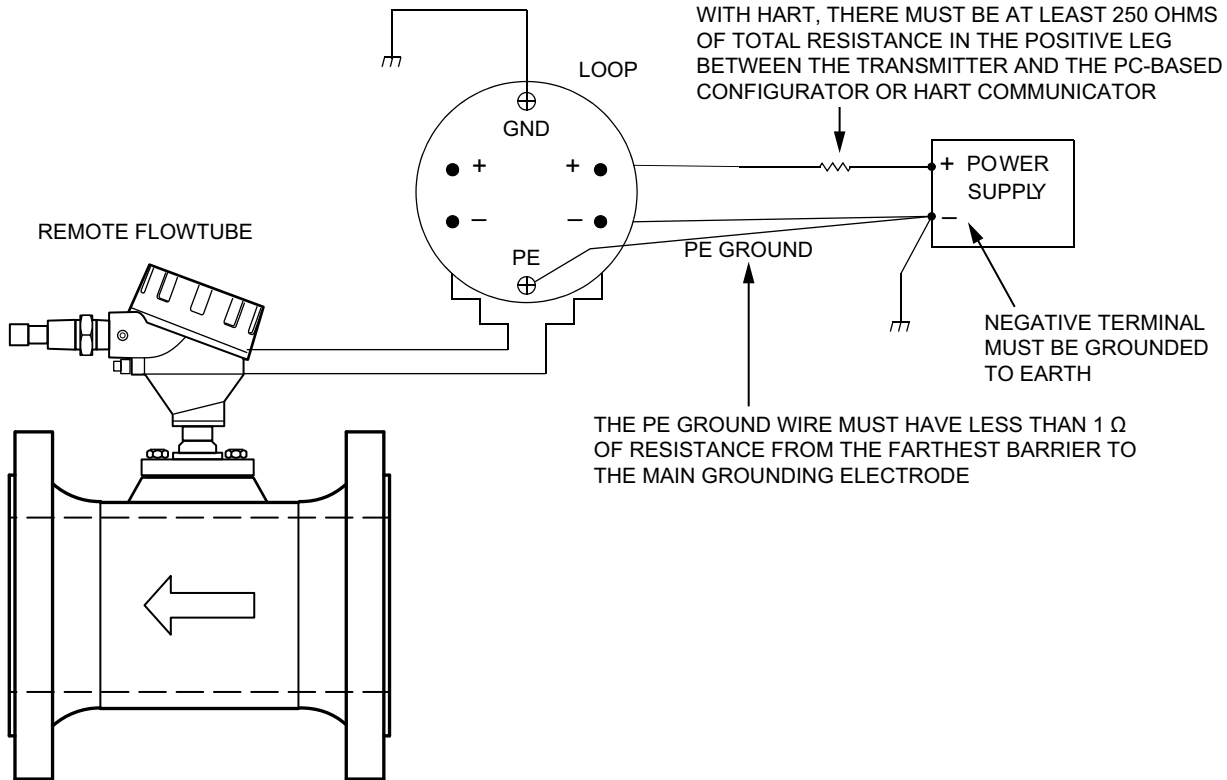 WITH HART, THERE MUST BE AT LEAST 250 OHMS
OF TOTAL RESISTANCE IN THE POSITIVE LEG
BETWEEN THE TRANSMITTER AND THE PC-BASED
CONFIGURATOR OR HART COMMUNICATOR
LOOP
GND
+ +
− −
PE
+ POWER
SUPPLY
−
PE GROUND
REMOTE FLOWTUBE
NEGATIVE TERMINAL
MUST BE GROUNDED
TO EARTH
THE PE GROUND WIRE MUST HAVE LESS THAN 1 Ω
OF RESISTANCE FROM THE FARTHEST BARRIER TO
THE MAIN GROUNDING ELECTRODE